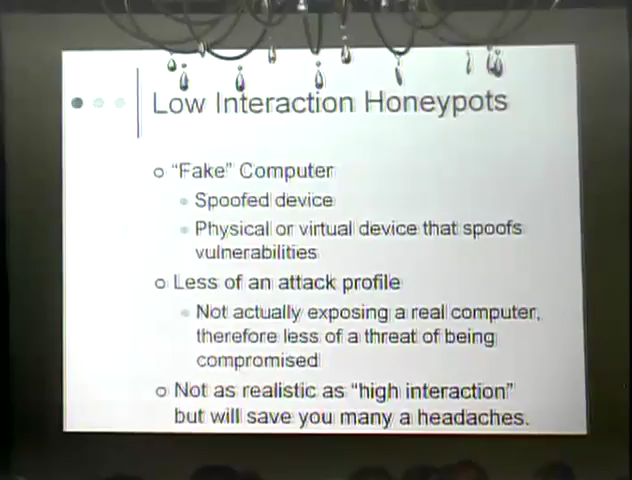 Low Interaction Honeypots
"Fake" Computer
Spoofed device
Physical or virtual device that spoofs
vulnerabilities
Less of an attack profile
Not actually exposing a real computer,
therefore less of a threat of being
compromised
Not as realistic as "high interaction"
but will save you many a headaches.